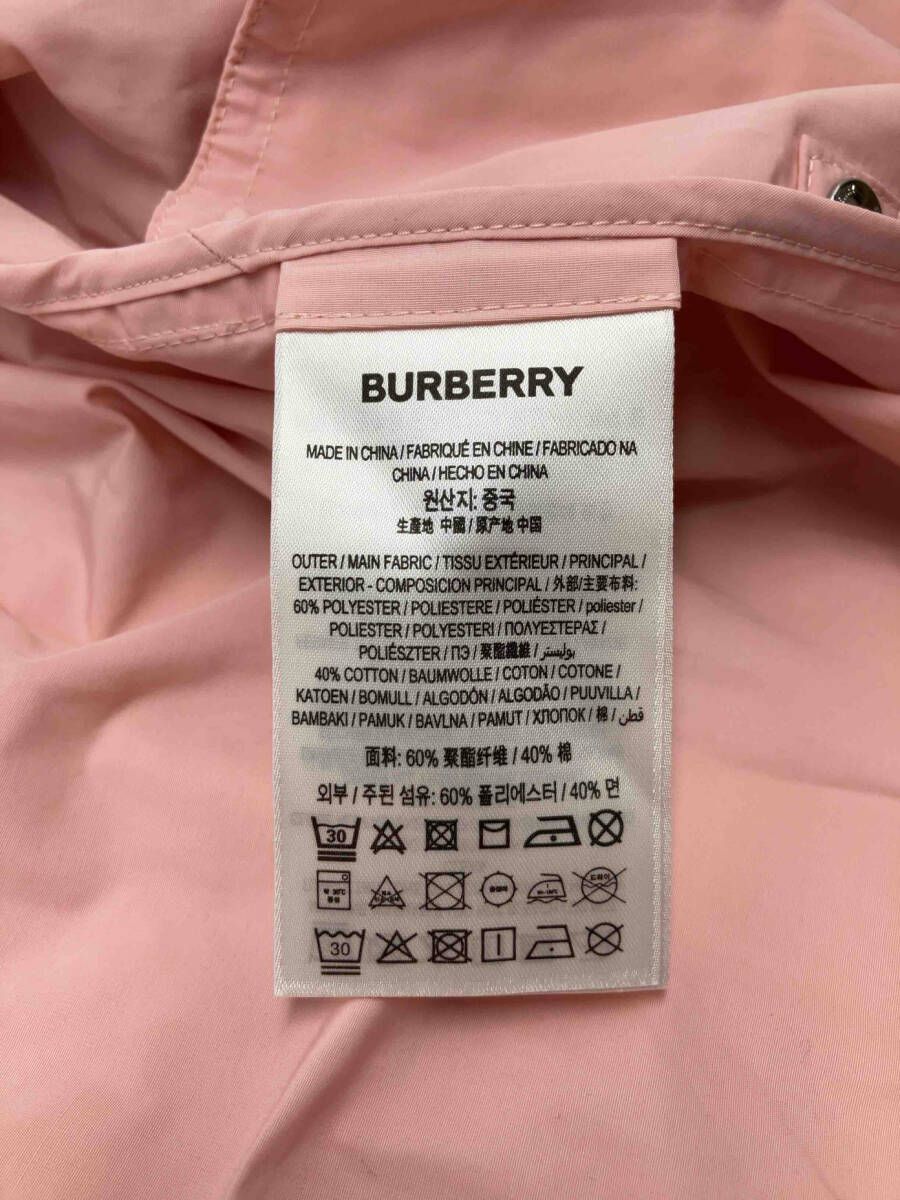 BURBERRY
MADE IN CHINA / FABRIQUÉ EN CHINE / FABRICADO NA
CHINA / HECHO EN CHINA
원산지: 중국
生產地 中國 / 原产地 中国
OUTER / MAIN FABRIC / TISSU EXTÉRIEUR / PRINCIPAL /
EXTERIOR - COMPOSICION PRINCIPAL / 外部/主要布料:
60% POLYESTER / POLIESTERE / POLIÉSTER / poliester /
POLIESTER / POLYESTERI / ΠΟΛΥΕΣΤΕΡΑΣ /
POLIÉSZTER / ПЭ / 聚酯纖維 / بوليستر
40% COTTON / BAUMWOLLE / COTON / COTONE /
KATOEN / BOMULL / ALGODÓN / ALGODÃO / PUUVILLA /
BAMBAKI / PAMUK / BAVLNA / PAMUT / ХЛОПОК / 棉 / قطن
面料: 60% 聚酯纤维 / 40% 棉
외부 / 주된 섬유: 60% 폴리에스터 / 40% 면
30
30